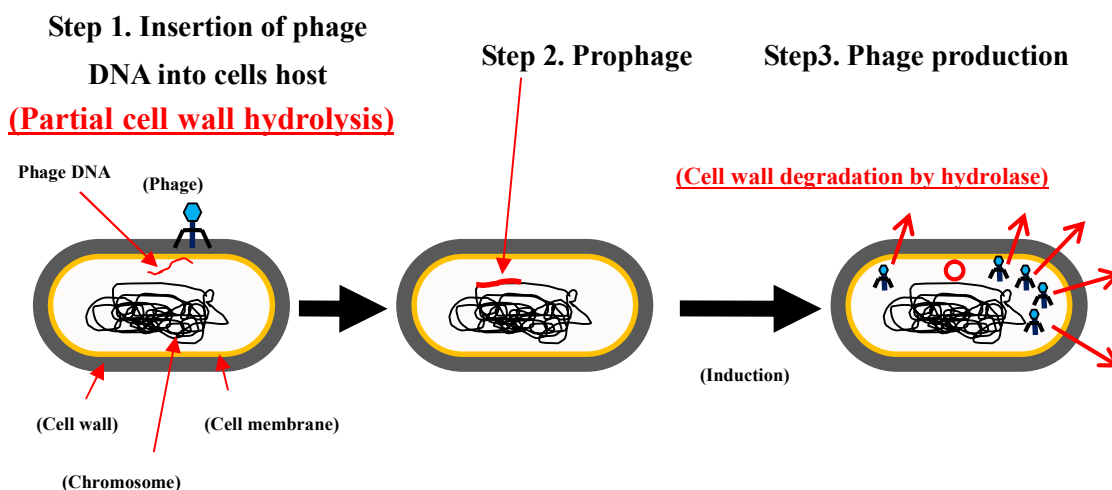 Step 1. Insertion of phage
DNA into cells host
(Partial cell wall hydrolysis)
Step 2. Prophage
Step3. Phage production
Phage DNA
(Phage)
(Cell wall degradation by hydrolase)
(Cell wall)
(Cell membrane)
(Chromosome)
(Induction)